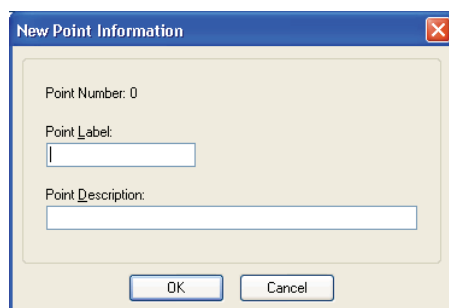 New Point Information
Point Number: 0
Point Label:
Point Description:
OK Cancel